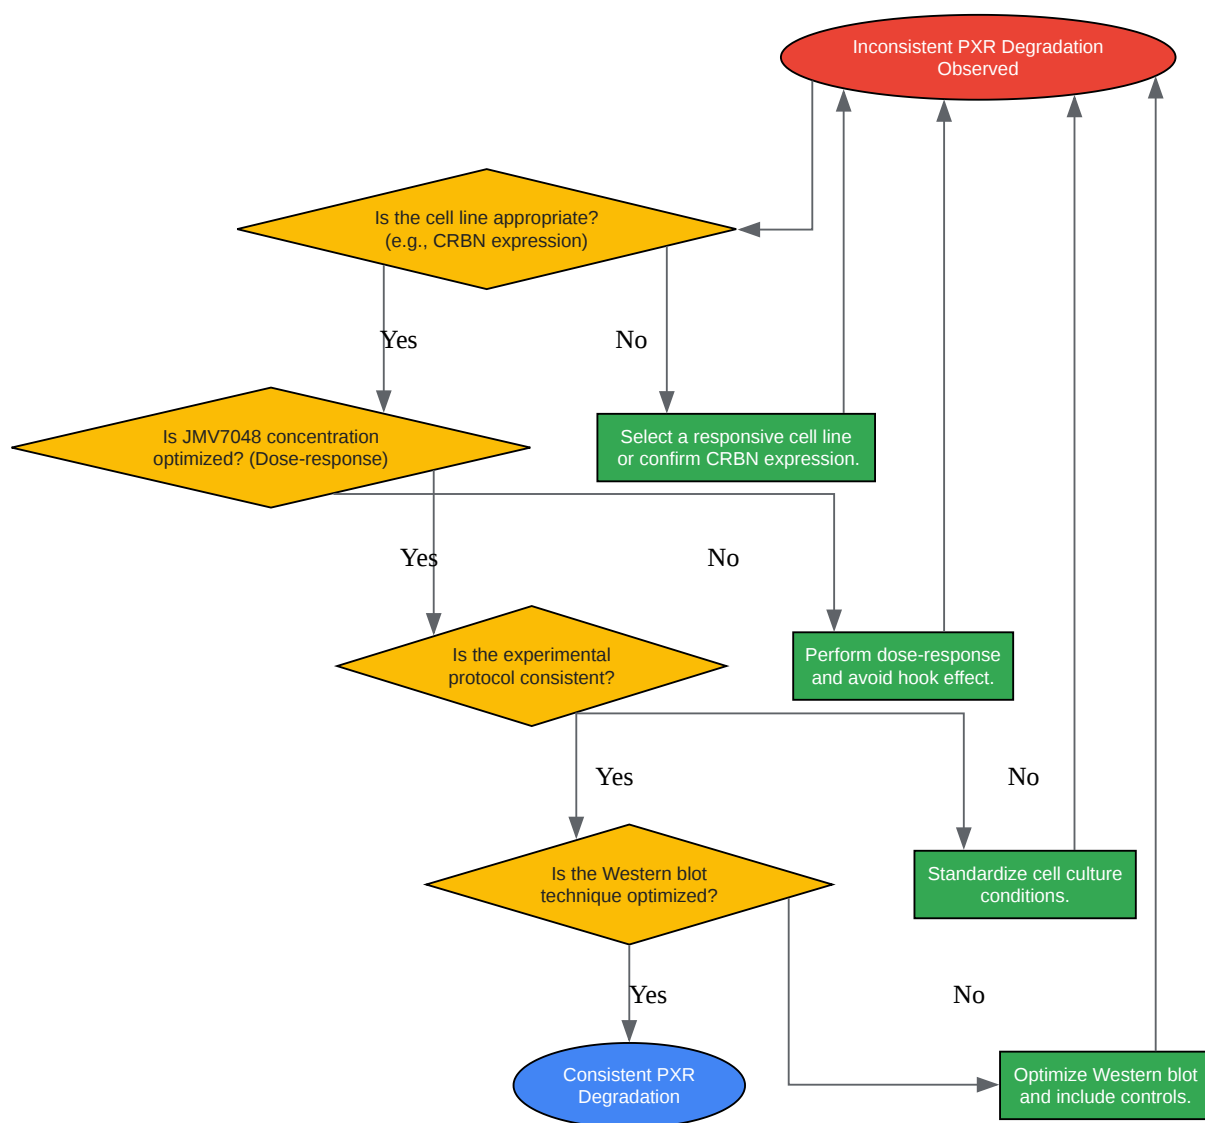 Inconsistent PXR Degradation
Observed
Is the cell line appropriate?
(e.g., CRBN expression)
Yes
No
Is JMV7048 concentration
optimized? (Dose-response)
Select a responsive cell line
or confirm CRBN expression.
Yes
No
Is the experimental
protocol consistent?
Perform dose-response
and avoid hook effect.
Yes
No
Is the Western blot
technique optimized?
Standardize cell culture
conditions.
Yes
No
Consistent PXR
Degradation
Optimize Western blot
and include controls.